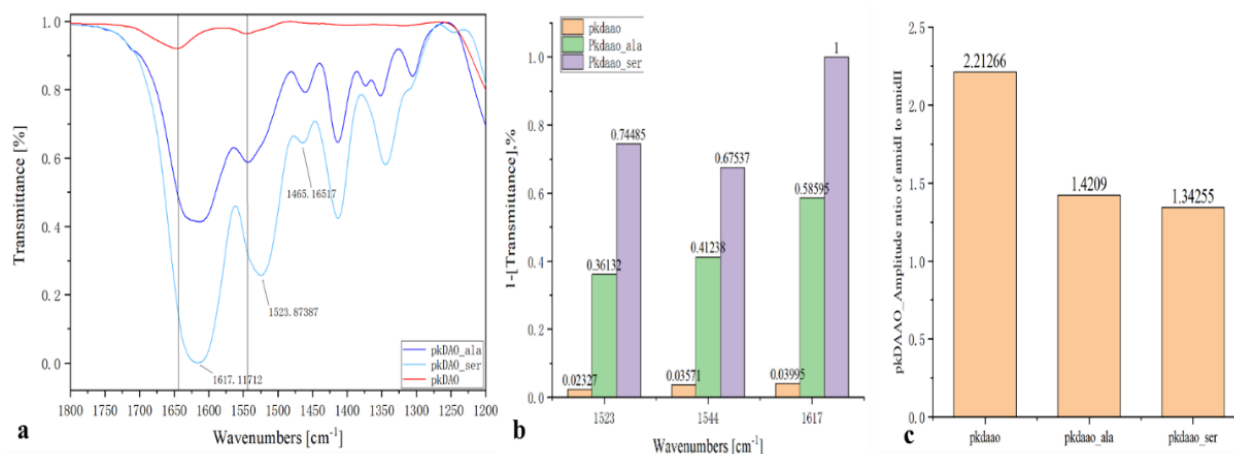 Transmittance [%]
1.0
0.8
0.6
0.4
0.2
0.0
1465.16517
1523.87387
1617.11712
pkDAO_ala
pkDAO_ser
pkDAO
1800 1750 1650 1600 1550 1500 1450 1400 1350 1250 1200
Wavenumbers [cm⁻¹]
a
pkdaao
Pkdaao_ala
Pkdaao_ser
1-[Transmittance],%
1.0
0.8
0.6
0.4
0.2
0.0
0.02327
0.36132
0.74485
0.03571
0.41238
0.67537
0.03995
0.58595
1
1523 1544 1617
Wavenumbers [cm⁻¹]
b
pkDAAO_Amplitude ratio of amidI to amidII
2.5
2.0
1.5
1.0
0.5
0.0
2.21266
1.4209
1.34255
pkdaao pkdaao_ala pkdaao_ser
c